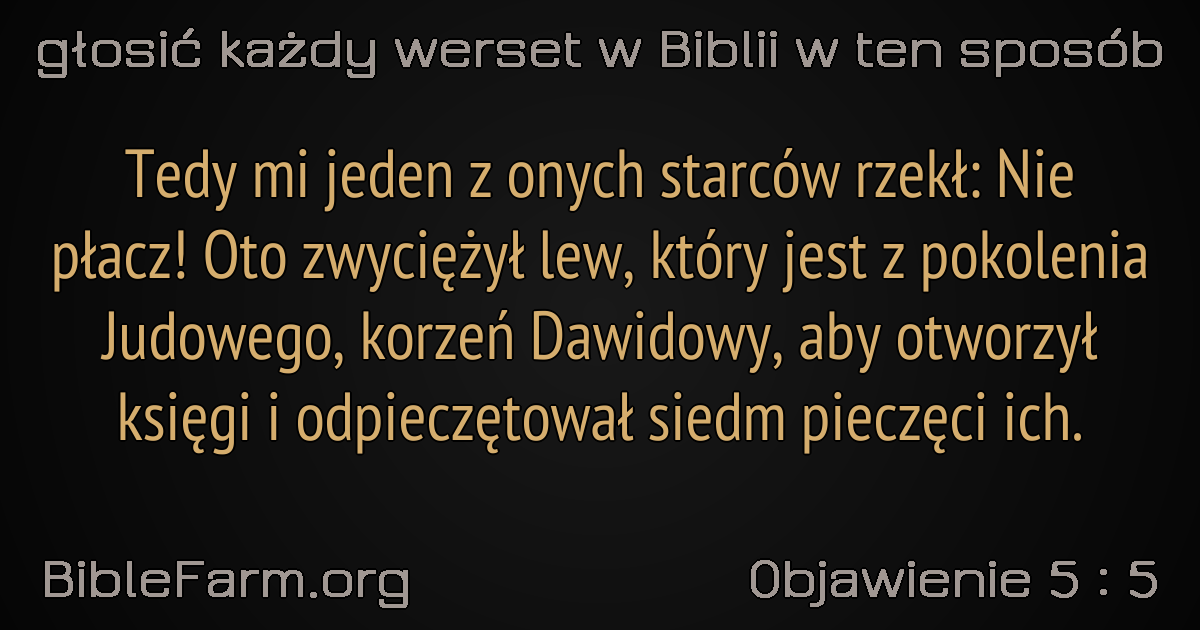 głosić każdy werset w Biblii w ten sposób
Tedy mi jeden z onych starców rzekł: Nie
płacz! Oto zwyciężył lew, który jest z pokolenia
Judowego, korzeń Dawidowy, aby otworzył
księgi i odpieczętował siedm pieczęci ich.
BibleFarm.org
Objawienie 5 : 5